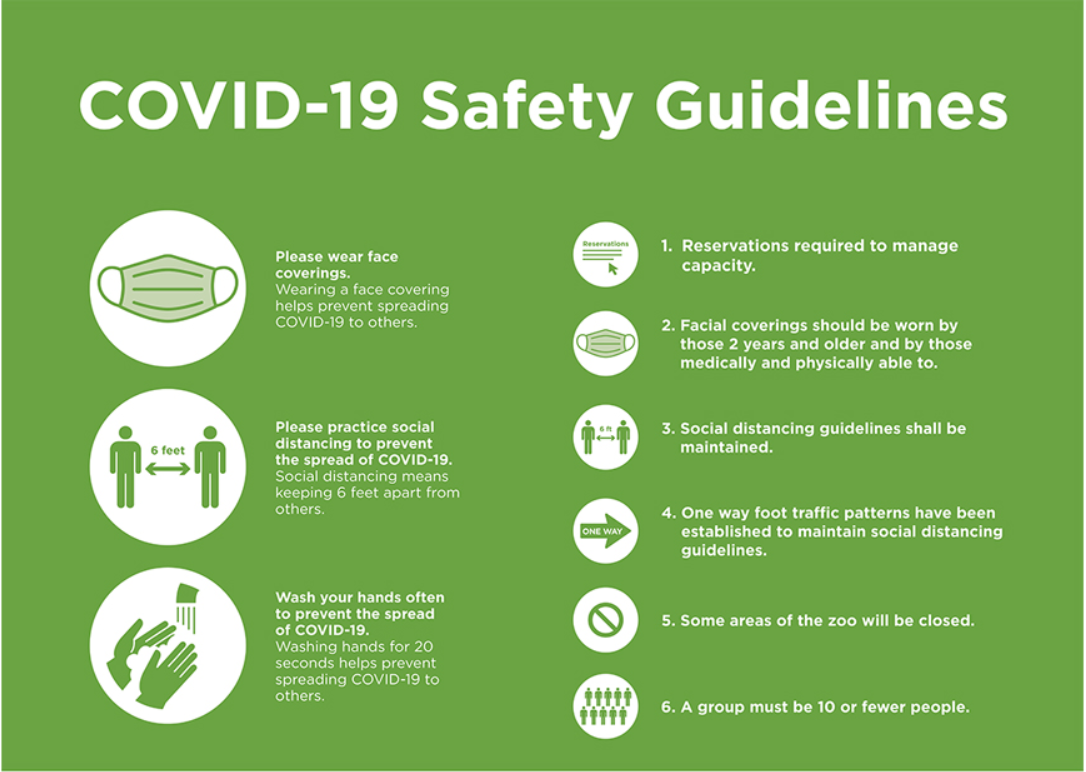 COVID-19 Safety Guidelines
Please wear face
coverings.
Wearing a face covering
helps prevent spreading
COVID-19 to others.
6 feet
Please practice social
distancing to prevent
the spread of COVID-19.
Social distancing means
keeping 6 feet apart from
others.
Wash your hands often
to prevent the spread
of COVID-19.
Washing hands for 20
seconds helps prevent
spreading COVID-19 to
others.
Reservations
1. Reservations required to manage
capacity.
2. Facial coverings should be worn by
those 2 years and older and by those
medically and physically able to.
6 ft
3. Social distancing guidelines shall be
maintained.
ONE WAY
4. One way foot traffic patterns have been
established to maintain social distancing
guidelines.
5. Some areas of the zoo will be closed.
6. A group must be 10 or fewer people.